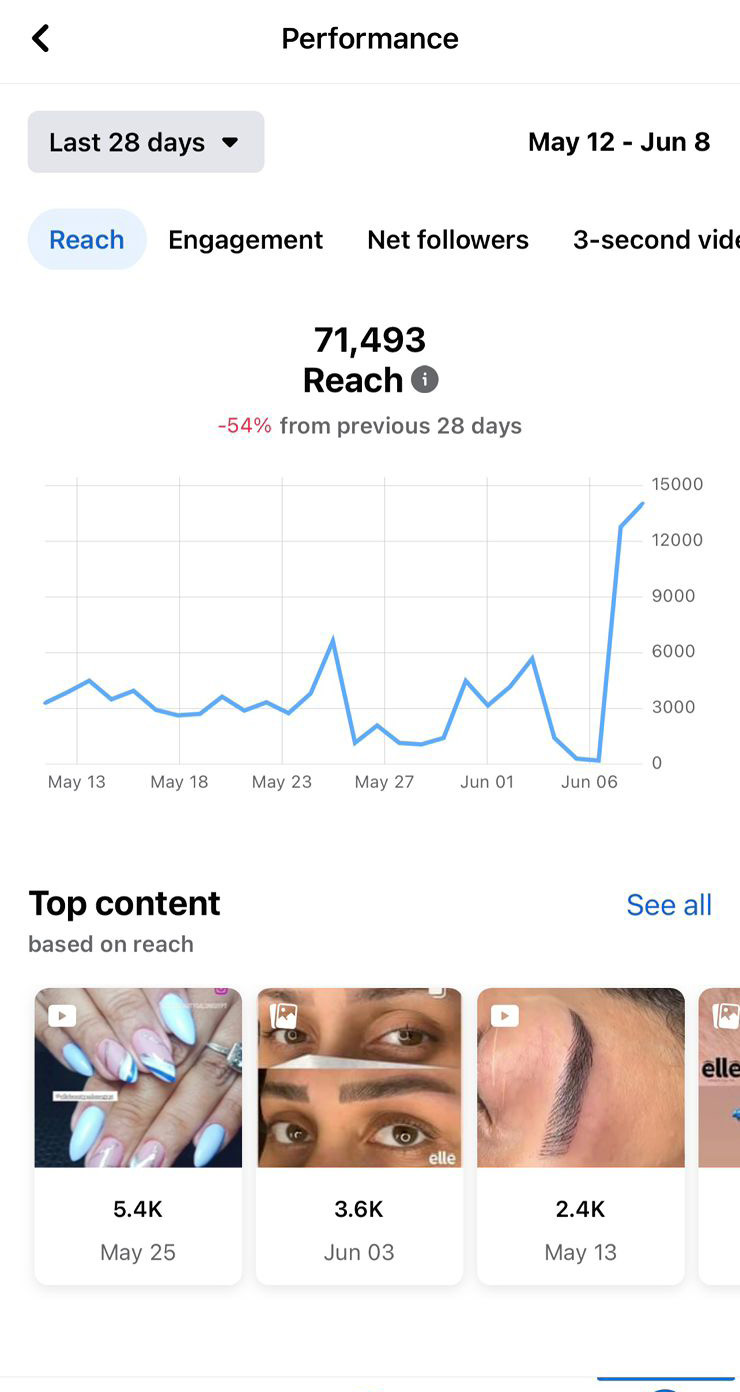 Performance
Last 28 days
May 12 - Jun 8
Reach Engagement Net followers 3-second vide
71,493
Reach
-54% from previous 28 days
15000
12000
9000
6000
3000
0
May 13 May 18 May 23 May 27 Jun 01 Jun 06
Top content
See all
based on reach
elle
elle
5.4K
May 25
3.6K
Jun 03
2.4K
May 13